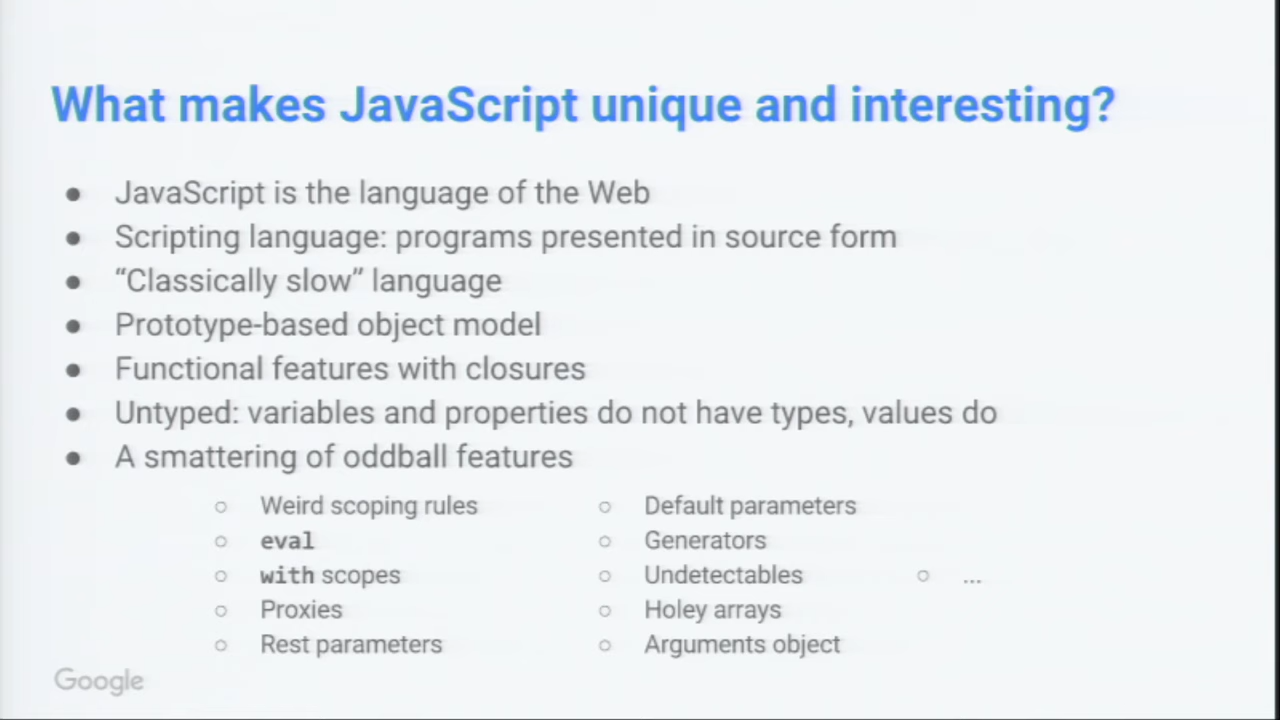 What makes JavaScript unique and interesting?
● JavaScript is the language of the Web
● Scripting language: programs presented in source form
● “Classically slow” language
● Prototype-based object model
● Functional features with closures
● Untyped: variables and properties do not have types, values do
● A smattering of oddball features
○ Weird scoping rules
○ eval
○ with scopes
○ Proxies
○ Rest parameters
○ Default parameters
○ Generators
○ Undetectables
○ Holey arrays
○ Arguments object
○ ...
Google